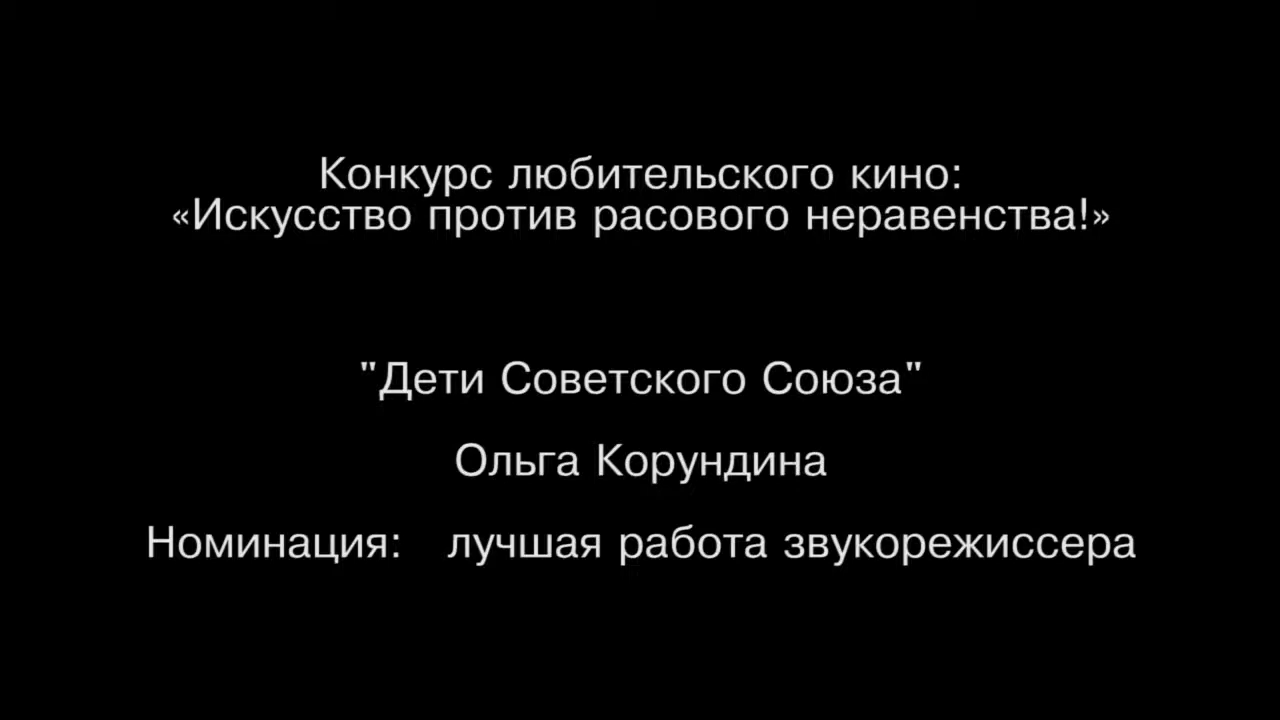 Конкурс любительского кино:
«Искусство против расового неравенства!»
"Дети Советского Союза"
Ольга Корундина
Номинация: лучшая работа звукорежиссера